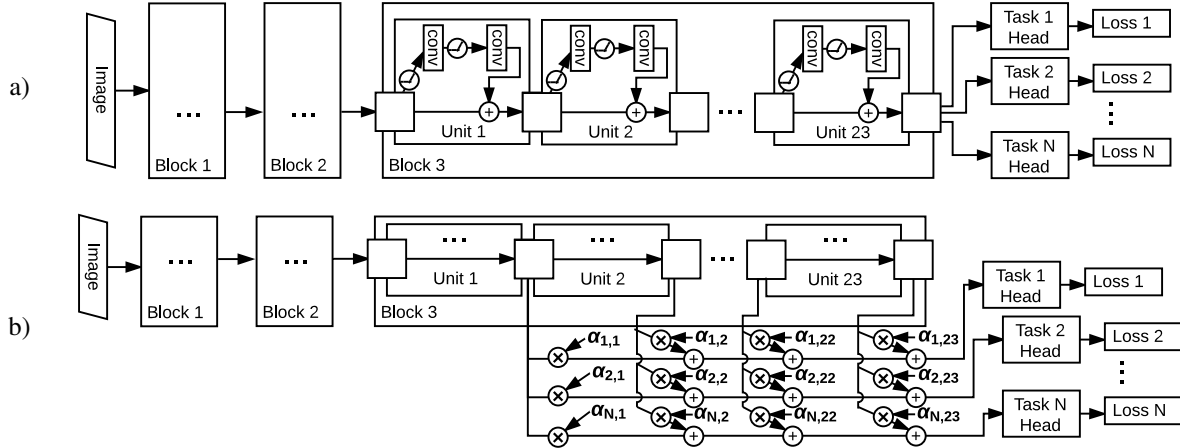 a)
Image
...
Block 1
...
Block 2
conv
conv
Unit 1
conv
conv
Unit 2
...
conv
conv
Unit 23
Block 3
Task 1
Head
Loss 1
Task 2
Head
Loss 2
Task N
Head
Loss N
b)
Image
...
Block 1
...
Block 2
...
Unit 1
...
Unit 2
...
...
Unit 23
Block 3
α1,1
α1,2
α1,22
α1,23
α2,1
α2,2
α2,22
α2,23
αN,1
αN,2
αN,22
αN,23
Task 1
Head
Loss 1
Task 2
Head
Loss 2
Task N
Head
Loss N